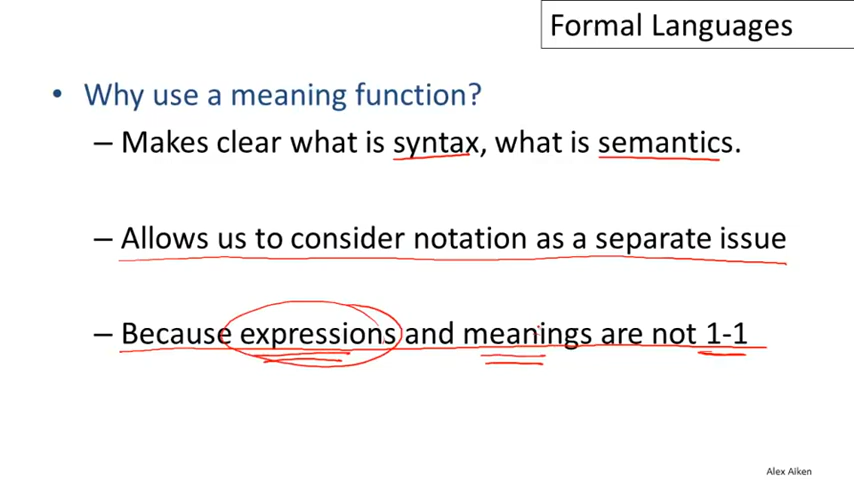 Formal Languages
• Why use a meaning function?
– Makes clear what is syntax, what is semantics.
– Allows us to consider notation as a separate issue
– Because expressions and meanings are not 1-1
Alex Aiken